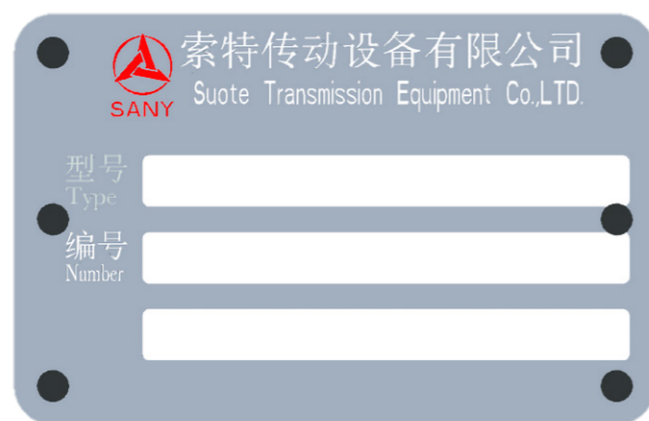 索特传动设备有限公司
SANY
Suote Transmission Equipment Co.,LTD.
型号
Type
编号
Number